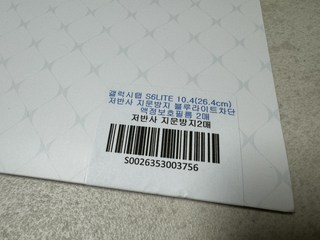 갤럭시탭 S6LITE 10.4(26.4cm)
저반사 지문방지 블루라이트차단
액정보호필름 2매
저반사 지문방지2매
S0026353003756